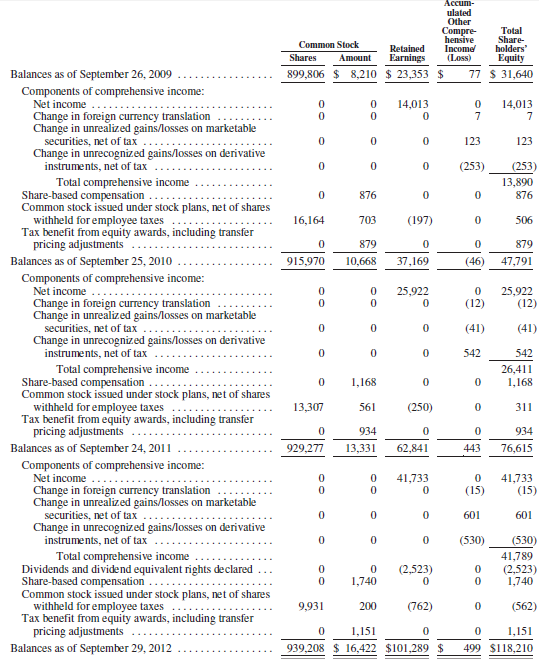 Accum-
ulated
Other
Compre-
hensive
Income/
(Loss)
Total
Share-
holders'
Equity
Common Stock
Retained
Earnings
Shares Amount
Balances as of September 26, 2009 ................. 899,806 $ 8,210 $ 23,353 $ 77 $ 31,640
Components of comprehensive income:
Net income ............................ 0 0 14,013 0 14,013
Change in foreign currency translation .......... 0 0 0 7 7
Change in unrealized gains/losses on marketable
securities, net of tax ...................... 0 0 0 123 123
Change in unrecognized gains/losses on derivative
instruments, net of tax .................... 0 0 0 (253) (253)
Total comprehensive income .............. 13,890
Share-based compensation ...................... 0 876 0 0 876
Common stock issued under stock plans, net of shares
withheld for employee taxes .................. 16,164 703 (197) 0 506
Tax benefit from equity awards, including transfer
pricing adjustments ........................ 0 879 0 0 879
Balances as of September 25, 2010 ................. 915,970 10,668 37,169 (46) 47,791
Components of comprehensive income:
Net income ............................ 0 0 25,922 0 25,922
Change in foreign currency translation .......... 0 0 0 (12) (12)
Change in unrealized gains/losses on marketable
securities, net of tax ...................... 0 0 0 (41) (41)
Change in unrecognized gains/losses on derivative
instruments, net of tax .................... 0 0 0 542 542
Total comprehensive income .............. 26,411
Share-based compensation ...................... 0 1,168 0 0 1,168
Common stock issued under stock plans, net of shares
withheld for employee taxes .................. 13,307 561 (250) 0 311
Tax benefit from equity awards, including transfer
pricing adjustments ........................ 0 934 0 0 934
Balances as of September 24, 2011 ................. 929,277 13,331 62,841 443 76,615
Components of comprehensive income:
Net income ............................ 0 0 41,733 0 41,733
Change in foreign currency translation .......... 0 0 0 (15) (15)
Change in unrealized gains/losses on marketable
securities, net of tax ...................... 0 0 0 601 601
Change in unrecognized gains/losses on derivative
instruments, net of tax .................... 0 0 0 (530) (530)
Total comprehensive income .............. 41,789
Dividends and dividend equivalent rights declared ... 0 0 (2,523) 0 (2,523)
Share-based compensation ...................... 0 1,740 0 0 1,740
Common stock issued under stock plans, net of shares
withheld for employee taxes .................. 9,931 200 (762) 0 (562)
Tax benefit from equity awards, including transfer
pricing adjustments ........................ 0 1,151 0 0 1,151
Balances as of September 29, 2012 ................. 939,208 $ 16,422 $101,289 $ 499 $118,210